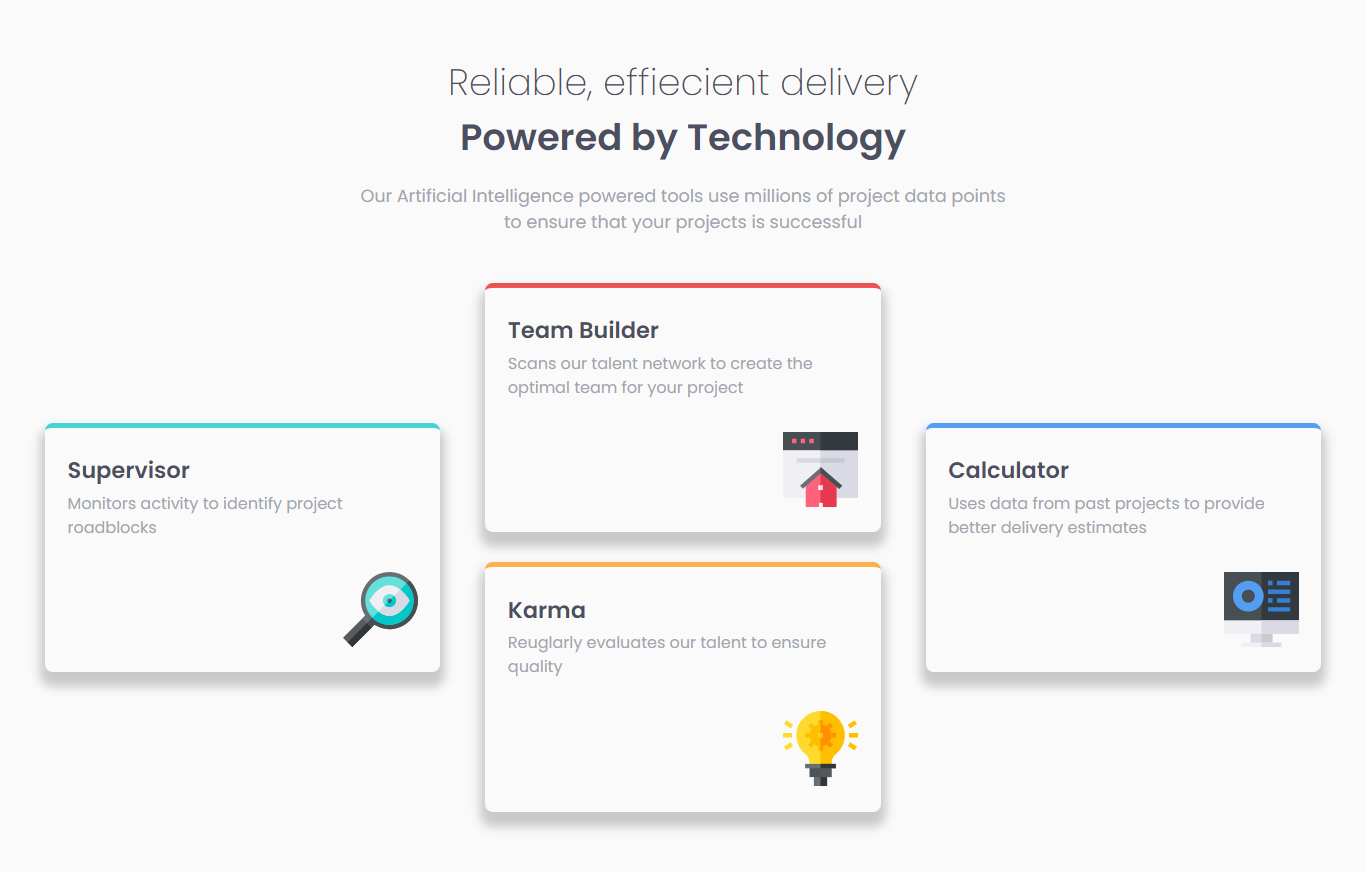 Reliable, effiecient delivery
Powered by Technology
Our Artificial Intelligence powered tools use millions of project data points
to ensure that your projects is successful
Supervisor
Monitors activity to identify project
roadblocks
Team Builder
Scans our talent network to create the
optimal team for your project
Karma
Reuglarly evaluates our talent to ensure
quality
Calculator
Uses data from past projects to provide
better delivery estimates